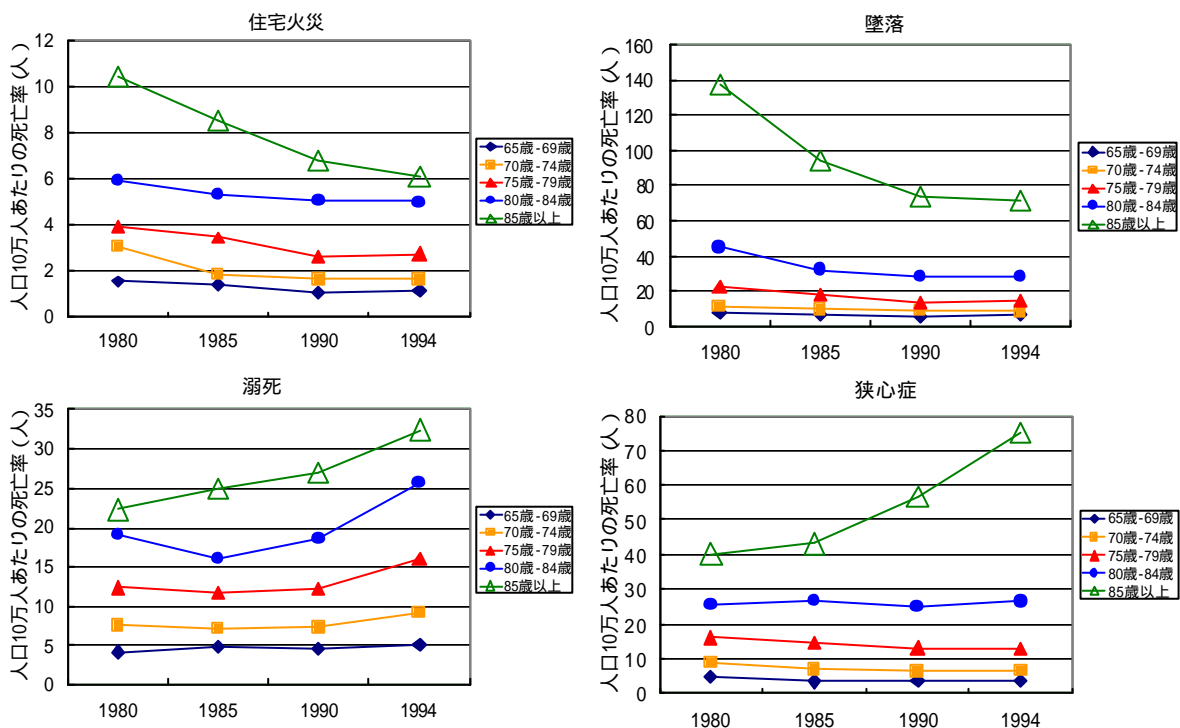 住宅火災
人口10万人あたりの死亡率(人)
12
10
8
6
4
2
0
1980 1985 1990 1994
65歳-69歳
70歳-74歳
75歳-79歳
80歳-84歳
85歳以上
墜落
人口10万人あたりの死亡率(人)
160
140
120
100
80
60
40
20
0
1980 1985 1990 1994
65歳-69歳
70歳-74歳
75歳-79歳
80歳-84歳
85歳以上
溺死
人口10万人あたりの死亡率(人)
35
30
25
20
15
10
5
0
1980 1985 1990 1994
65歳-69歳
70歳-74歳
75歳-79歳
80歳-84歳
85歳以上
狭心症
人口10万人あたりの死亡率(人)
80
70
60
50
40
30
20
10
0
1980 1985 1990 1994
65歳-69歳
70歳-74歳
75歳-79歳
80歳-84歳
85歳以上